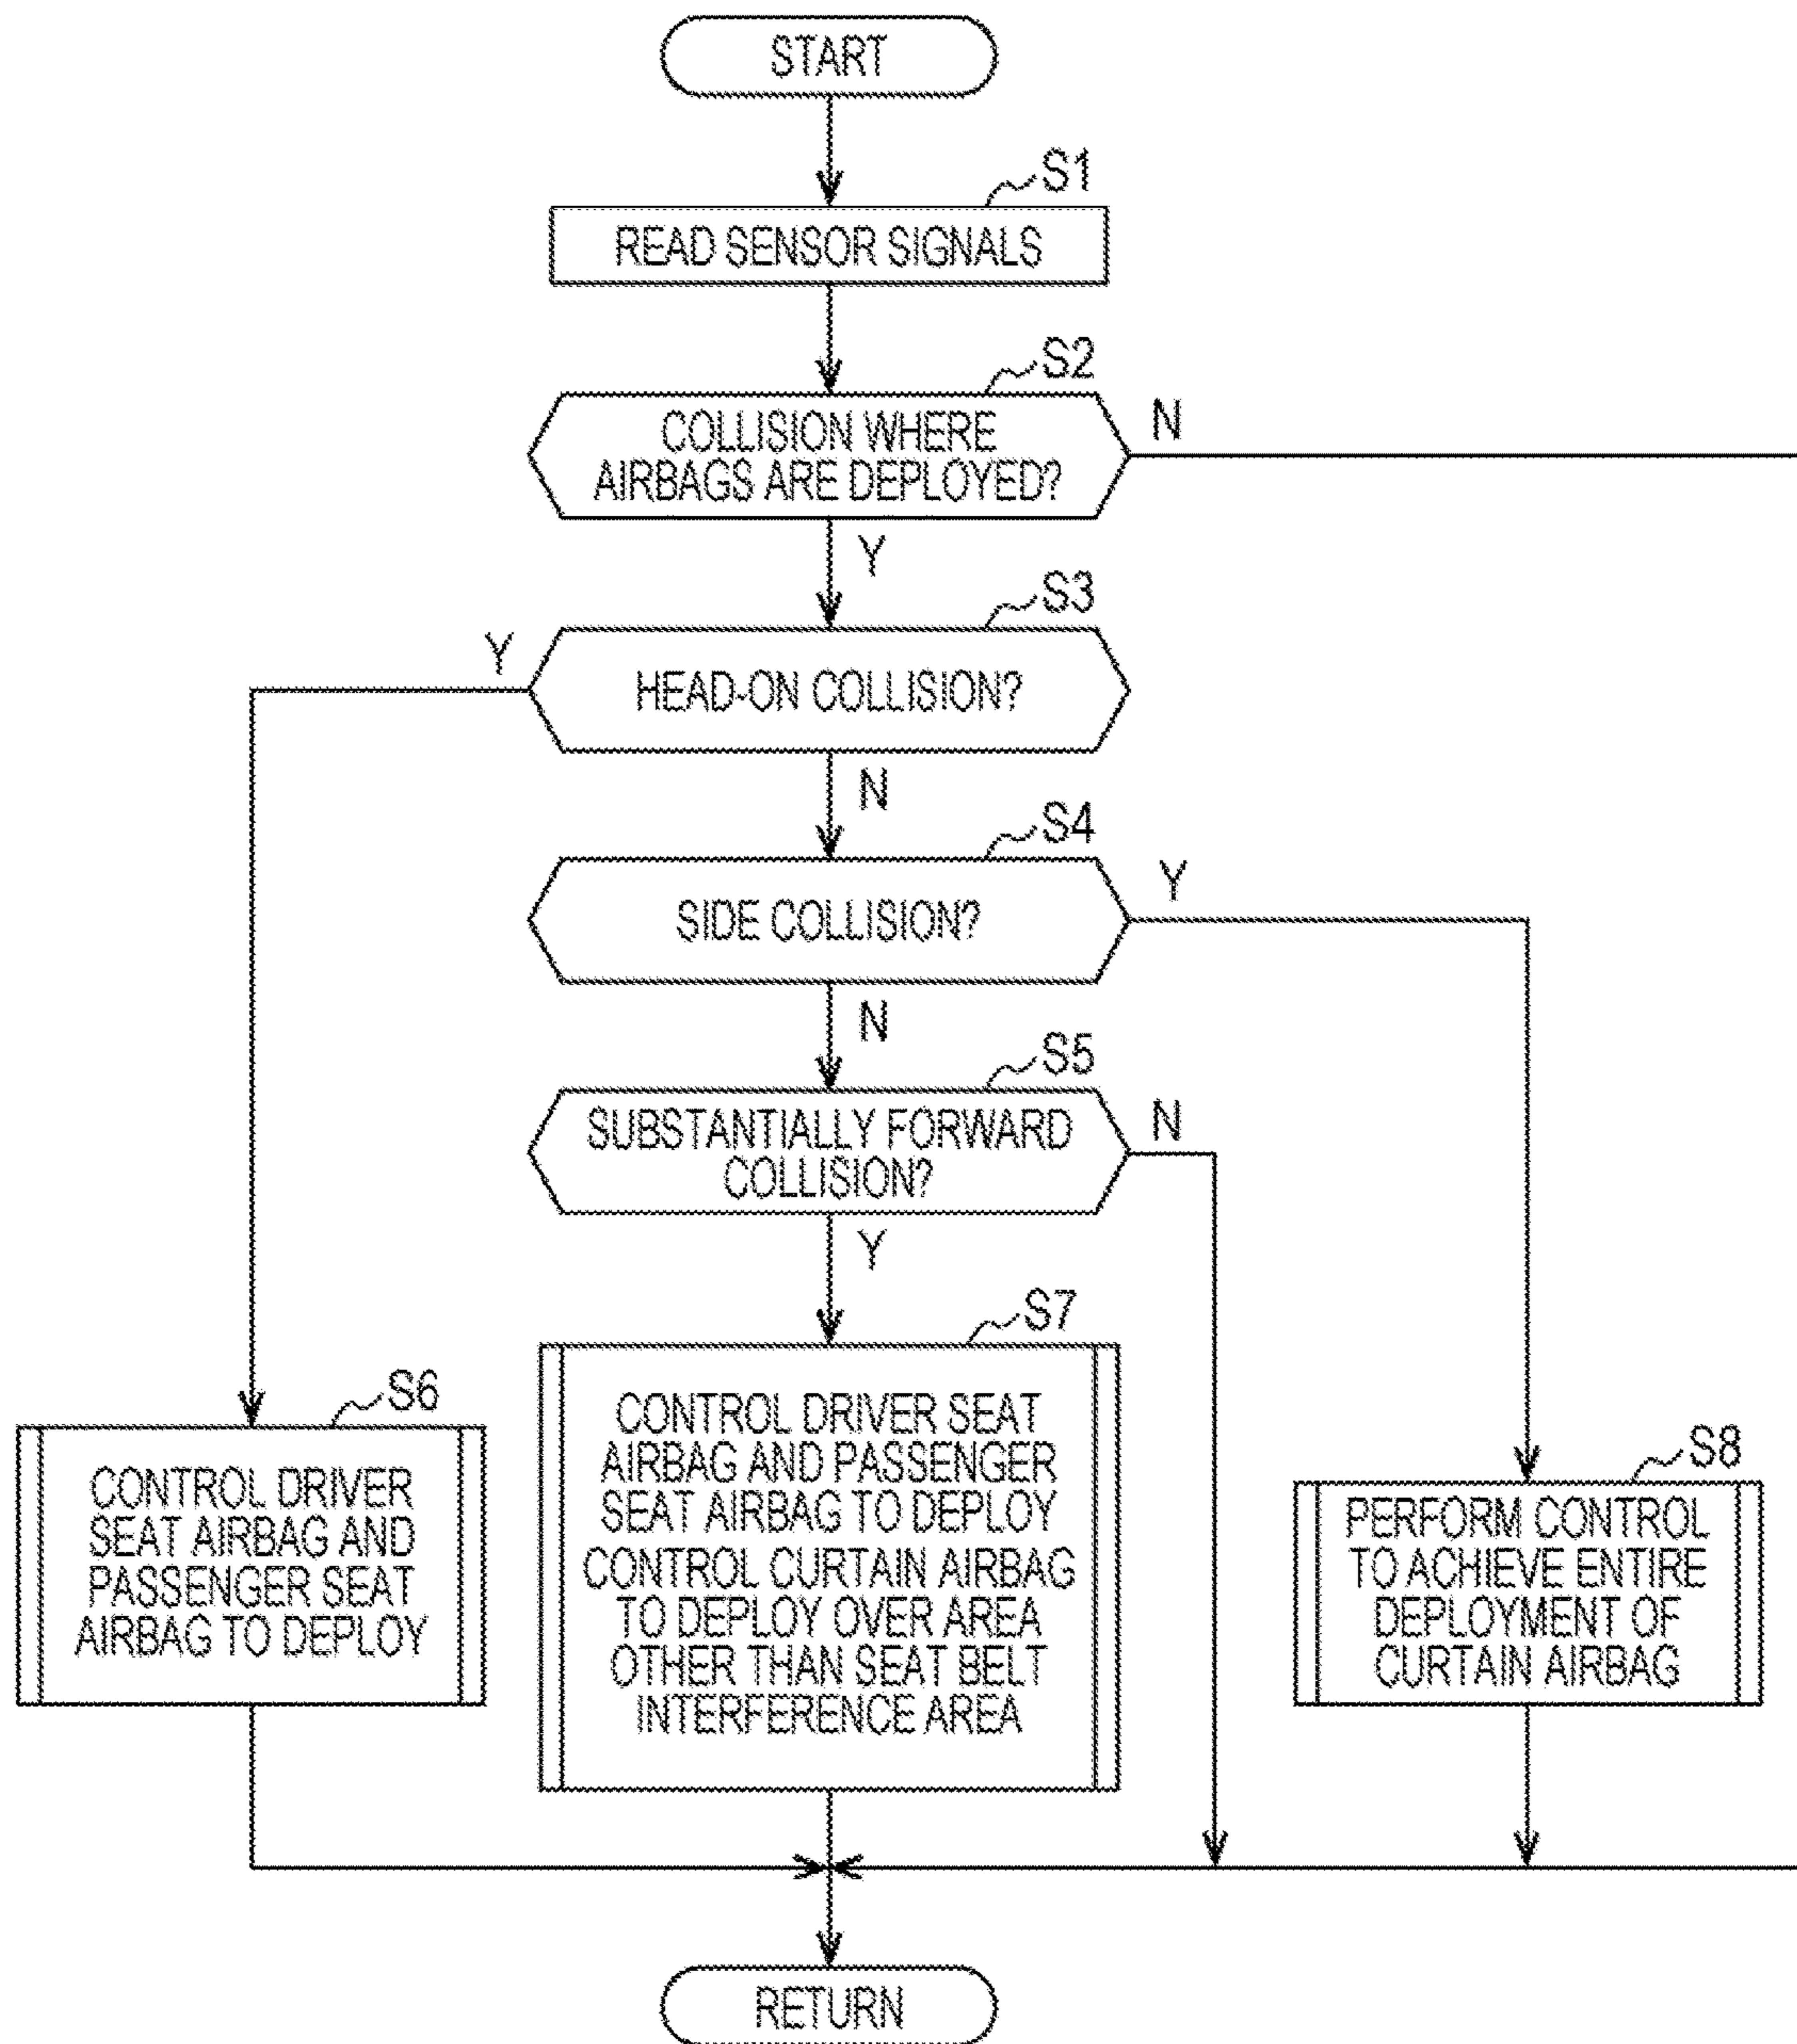 START
S1
READ SENSOR SIGNALS
S2
COLLISION WHERE
AIRBAGS ARE DEPLOYED?
N
Y
S3
Y
HEAD-ON COLLISION?
N
S4
Y
SIDE COLLISION?
N
S5
SUBSTANTIALLY FORWARD
COLLISION?
N
Y
S6
CONTROL DRIVER
SEAT AIRBAG AND
PASSENGER SEAT
AIRBAG TO DEPLOY
S7
CONTROL DRIVER SEAT
AIRBAG AND PASSENGER
SEAT AIRBAG TO DEPLOY
CONTROL CURTAIN AIRBAG
TO DEPLOY OVER AREA
OTHER THAN SEAT BELT
INTERFERENCE AREA
S8
PERFORM CONTROL
TO ACHIEVE ENTIRE
DEPLOYMENT OF
CURTAIN AIRBAG
RETURN